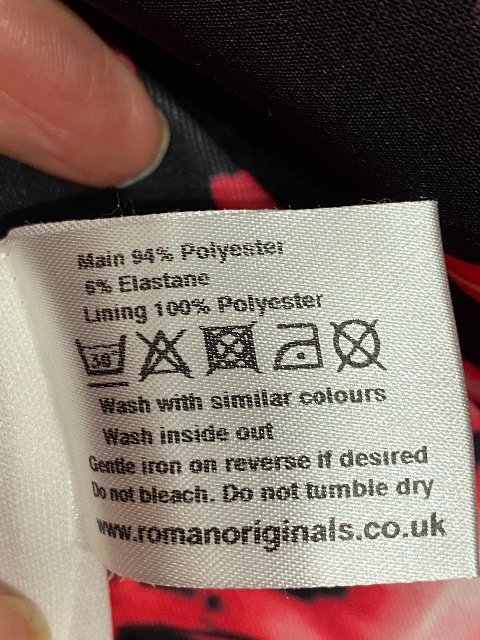 Main 94% Polyester
6% Elastane
Lining 100% Polyester
30
Wash with similar colours
Wash inside out
Gentle iron on reverse if desired
Do not bleach. Do not tumble dry
www.romanoriginals.co.uk